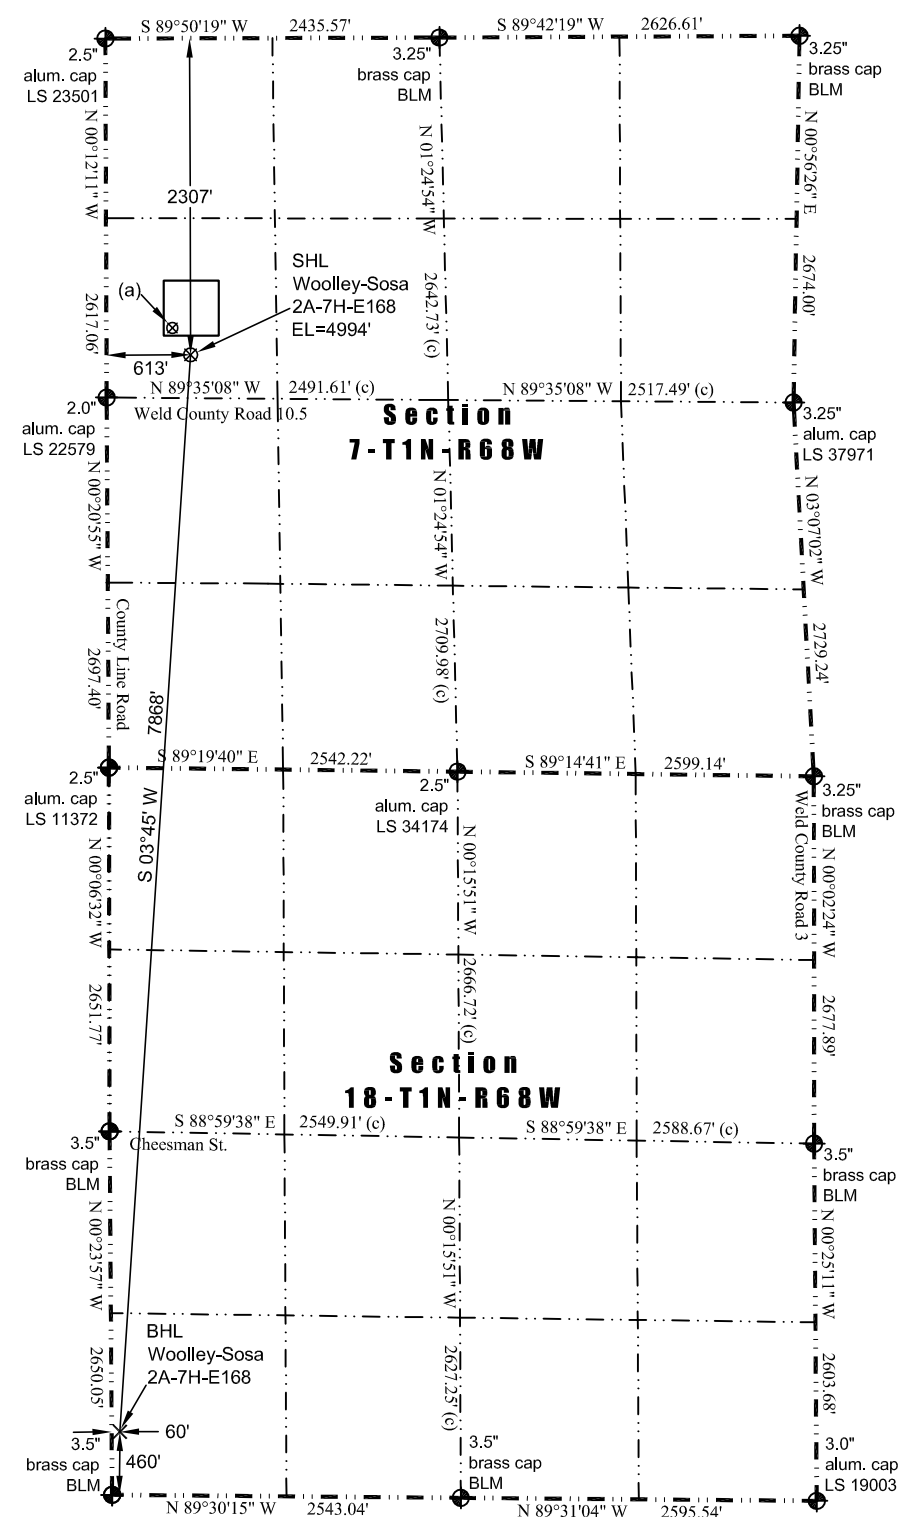 S 89°50'19" W 2435.57' S 89°42'19" W 2626.61'
2.5"
alum. cap
LS 23501
3.25"
brass cap
BLM
3.25"
brass cap
BLM
N 00°12'11" W
2617.06'
N 01°24'54" W
2642.73' (c)
N 00°56'26" E
2674.00'
2307'
(a)
SHL
Woolley-Sosa
2A-7H-E168
EL=4994'
613'
N 89°35'08" W 2491.61' (c) N 89°35'08" W 2517.49' (c)
Weld County Road 10.5
2.0"
alum. cap
LS 22579
Section
7-T1N-R68W
3.25"
alum. cap
LS 37971
N 00°20'55" W
2697.40'
County Line Road
N 01°24'54" W
2709.98' (c)
N 03°07'02" W
2729.24'
S 03°45' W 7868'
S 89°19'40" E 2542.22' S 89°14'41" E 2599.14'
2.5"
alum. cap
LS 11372
2.5"
alum. cap
LS 34174
3.25"
brass cap
BLM
Weld County Road 3
N 00°06'32" W
2651.77'
N 00°15'51" W
2666.72' (c)
N 00°02'24" W
2677.89'
Section
18-T1N-R68W
S 88°59'38" E 2549.91' (c) S 88°59'38" E 2588.67' (c)
Cheesman St.
3.5"
brass cap
BLM
3.5"
brass cap
BLM
N 00°23'57" W
2650.05'
N 00°15'51" W
2627.25' (c)
N 00°25'11" W
2603.68'
BHL
Woolley-Sosa
2A-7H-E168
60'
460'
3.5"
brass cap
BLM
3.5"
brass cap
BLM
3.0"
alum. cap
LS 19003
N 89°30'15" W 2543.04' N 89°31'04" W 2595.54'